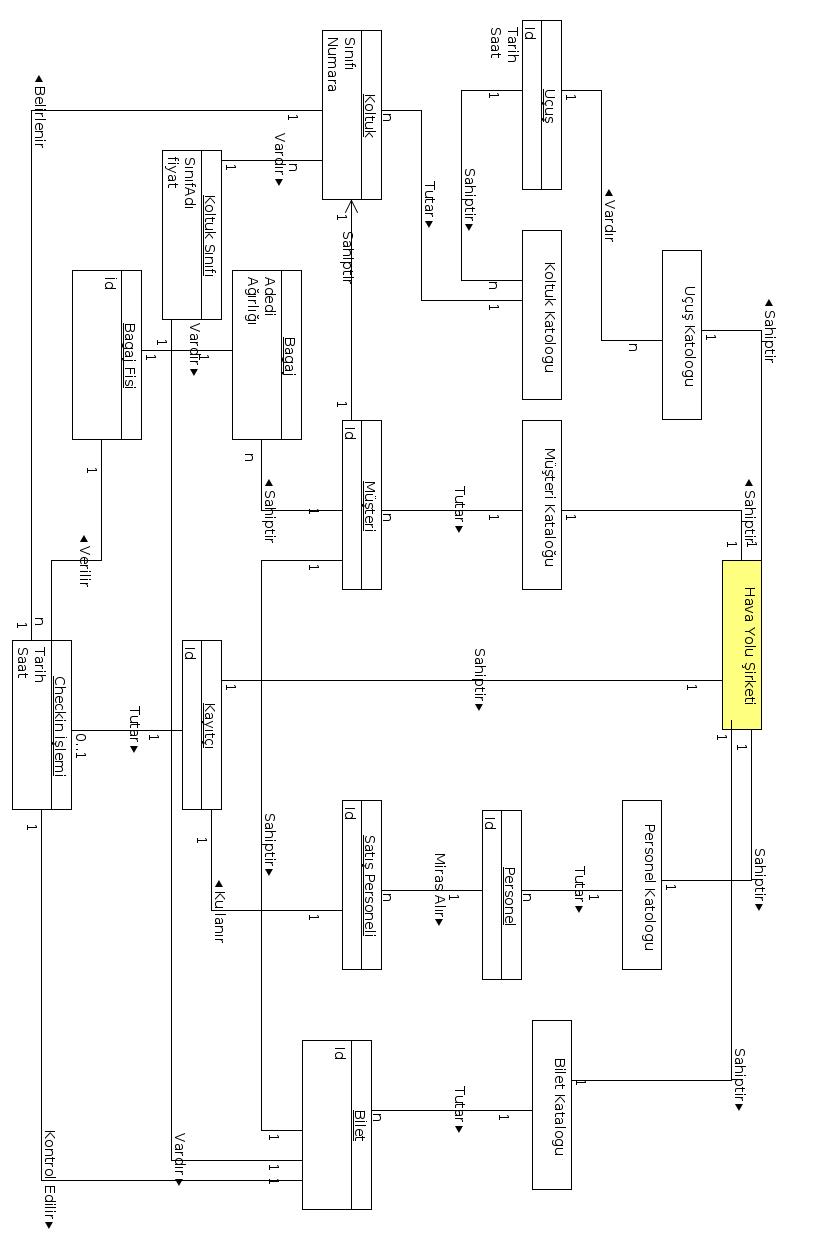 ◄Sahiptir
1
Uçuş Katologu
n
◄Vardır
1
Uçuş
Id
Tarih
Saat
1
Sahiptir►
n
Koltuk Katologu
1
Tutar►
n
Koltuk
Sınıfı
Numara
n
Vardır►
1
Koltuk Sınıfı
SınıfAdı
fiyat
1
Vardır►
1
1
◄Belirlenir
1
Hava Yolu Şirketi
1
◄Sahiptir
1
1
Müşteri Kataloğu
1
Tutar►
n
Müşteri
Id
1
Sahiptir
1
1
◄Sahiptir
n
Bagaj
Adedi
Ağırlığı
1
Vardır►
1
Bagaj Fisi
id
1
◄Verilir
n
1
Sahiptir►
1
Kayıtçı
Id
1
Tutar►
0..1
Checkin işlemi
Tarih
Saat
1
Kontrol Edilir►
1
1
Sahiptir►
1
Personel Katologu
1
Tutar►
n
Personel
Id
1
Miras Alır►
n
Satış Personeli
Id
1
◄Kullanır
1
1
Sahiptir►
1
Bilet Katalogu
1
Tutar►
n
Bilet
Id
1
Sahiptir►
1